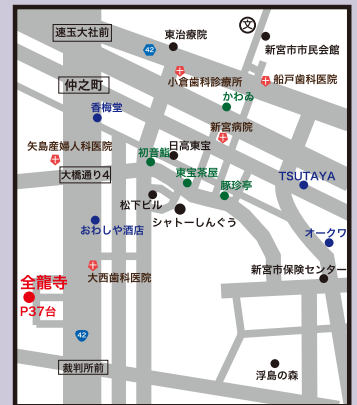 速玉大社前
42
東治療院
文
新宮市市民会館
小倉歯科診療所
船戸歯科医院
仲之町
かわゐ
香梅堂
新宮病院
矢島産婦人科医院
初音鮨
日高東宝
大橋通り4
東宝茶屋
TSUTAYA
松下ビル
豚珍亭
シャトーしんぐう
おわしや酒店
オークワ
大西歯科医院
新宮市保険センター
全龍寺
P37台
42
裁判所前
浮島の森